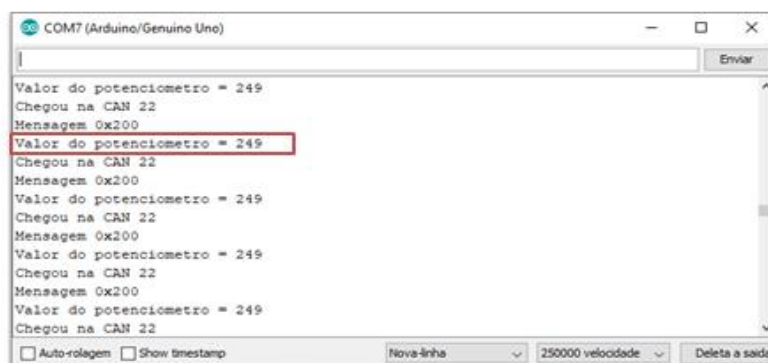 COM7 (Arduino/Genuino Uno)
Enviar
Valor do potenciometro = 249
Chegou na CAN 22
Mensagem 0x200
Valor do potenciometro = 249
Chegou na CAN 22
Mensagem 0x200
Valor do potenciometro = 249
Chegou na CAN 22
Mensagem 0x200
Valor do potenciometro = 249
Chegou na CAN 22
Mensagem 0x200
Valor do potenciometro = 249
Chegou na CAN 22
Auto-rolagem Show timestamp Nova-linha 250000 velocidade Deleta a saida